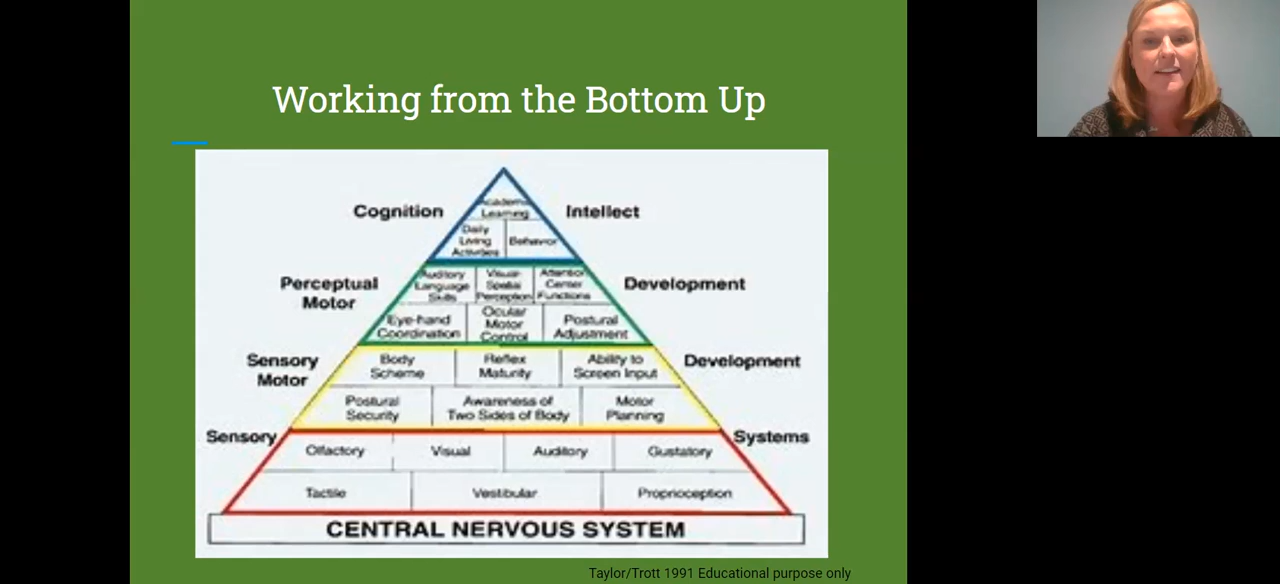 Working from the Bottom Up
Academic
Learning
Cognition
Intellect
Daily
Living
Activities
Behavior
Perceptual
Motor
Development
Auditory
Language
Skills
Visual
Spatial
Perception
Attention
Center
Functions
Eye-hand
Coordination
Ocular
Motor
Control
Postural
Adjustment
Sensory
Motor
Development
Body
Scheme
Reflex
Maturity
Ability to
Screen Input
Postural
Security
Awareness of
Two Sides of Body
Motor
Planning
Sensory
Systems
Olfactory
Visual
Auditory
Gustatory
Tactile
Vestibular
Proprioception
CENTRAL NERVOUS SYSTEM
Taylor/Trott 1991 Educational purpose only